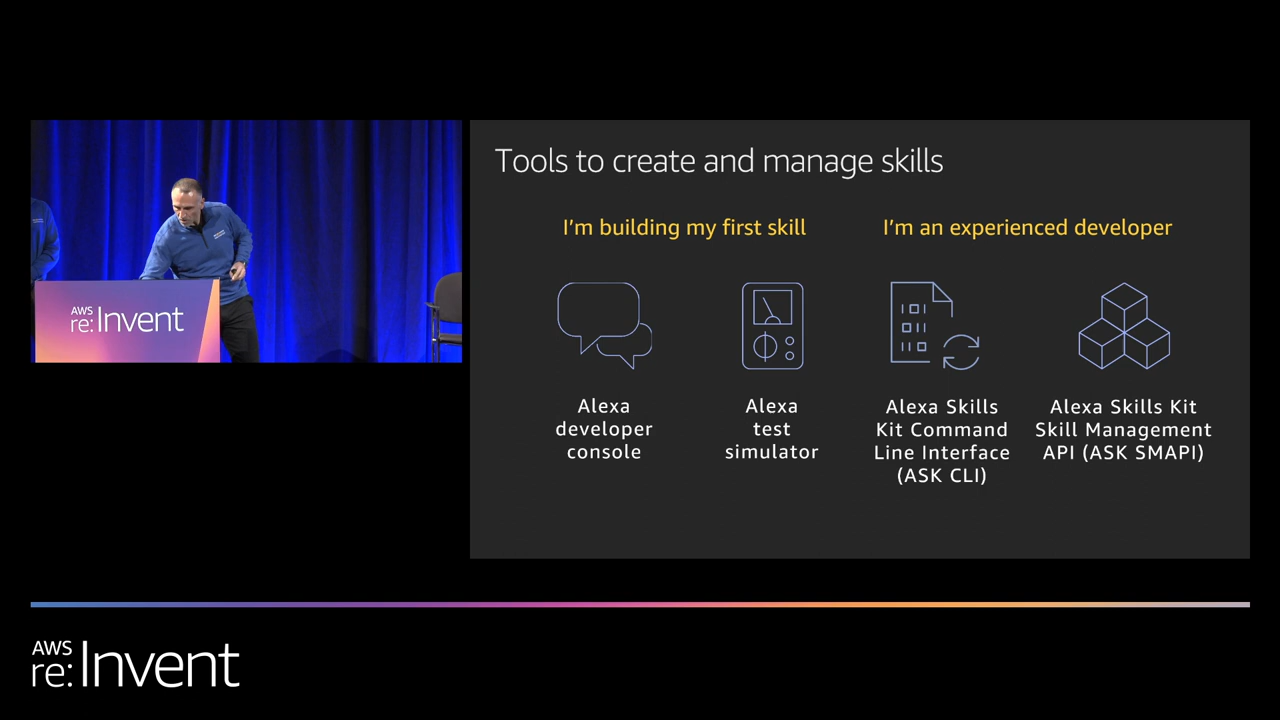 AWS
re:Invent
Tools to create and manage skills
I'm building my first skill
I'm an experienced developer
Alexa
developer
console
Alexa
test
simulator
Alexa Skills
Kit Command
Line Interface
(ASK CLI)
Alexa Skills Kit
Skill Management
API (ASK SMAPI)
AWS
re:Invent